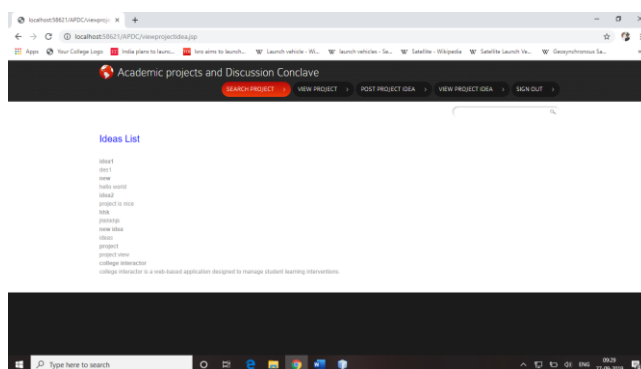 localhost:58621/APDC/viewproje
localhost:58621/APDC/viewprojectidea.jsp
Apps Your College Logo India plans to launc... Isro aims to launch... Launch vehicle - Wi... launch vehicles - Se... Satellite - Wikipedia Satellite Launch Ve... Geosynchronous Sa...
Academic projects and Discussion Conclave
SEARCH PROJECT VIEW PROJECT POST PROJECT IDEA VIEW PROJECT IDEA SIGN OUT
Ideas List
idea1
des1
new
hello world
idea2
project is nice
new idea
ideas
project
project view
college interactor
college interactor is a web-based application designed to manage student learning interventions.
Type here to search
ENG
09:29
27-09-2019